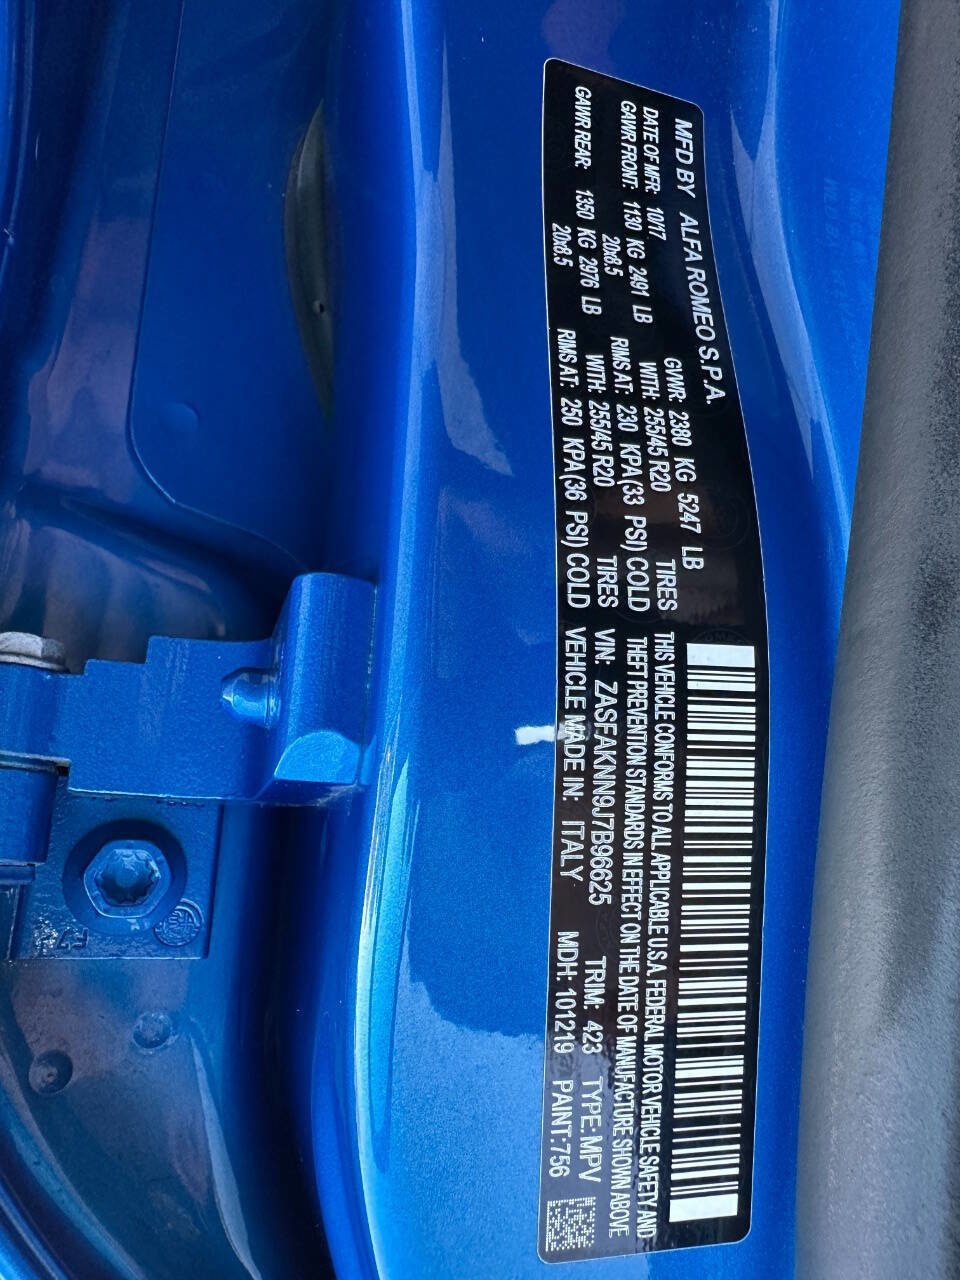 MFD BY ALFA ROMEO S.P.A.
DATE OF MFR: 10/17 GVWR: 2380 KG 5247 LB
GAWR FRONT: 1130 KG 2491 LB WITH: 255/45 R20 TIRES
20x8.5 RIMS AT: 230 KPA (33 PSI) COLD
GAWR REAR: 1350 KG 2976 LB WITH: 255/45 R20 TIRES
20x8.5 RIMS AT: 250 KPA (36 PSI) COLD
THIS VEHICLE CONFORMS TO ALL APPLICABLE U.S.A. FEDERAL MOTOR VEHICLE SAFETY AND
THEFT PREVENTION STANDARDS IN EFFECT ON THE DATE OF MANUFACTURE SHOWN ABOVE
VIN: ZASFAKNN9J7B96625 TRIM: 423 TYPE: MPV
VEHICLE MADE IN: ITALY MDH: 101219 PAINT:756